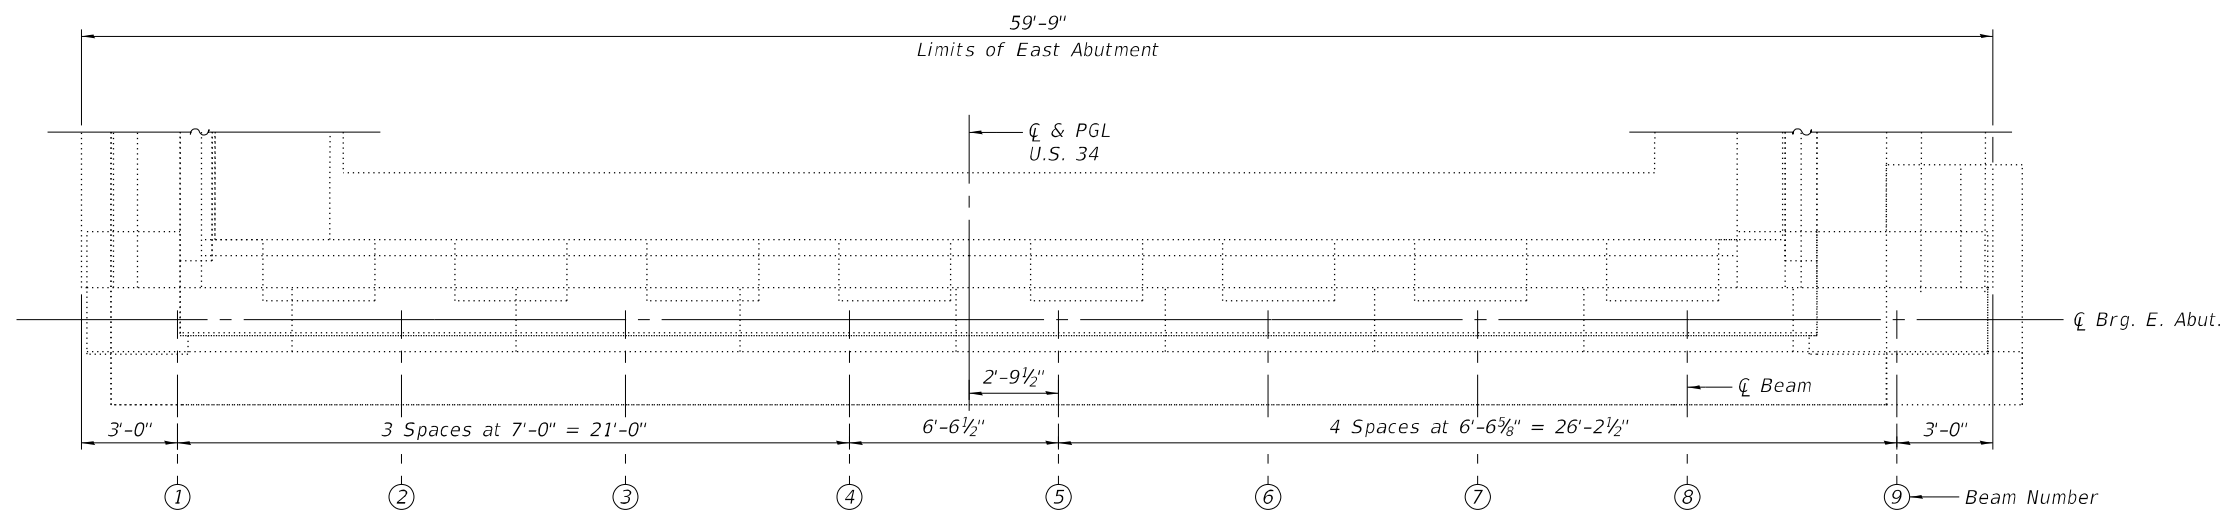 59'-9"
Limits of East Abutment
℄ & PGL
U.S. 34
℄ Brg. E. Abut.
2'-9½"
℄ Beam
3'-0"
3 Spaces at 7'-0" = 21'-0"
6'-6½"
4 Spaces at 6'-6⅝" = 26'-2½"
3'-0"
1
2
3
4
5
6
7
8
9
Beam Number